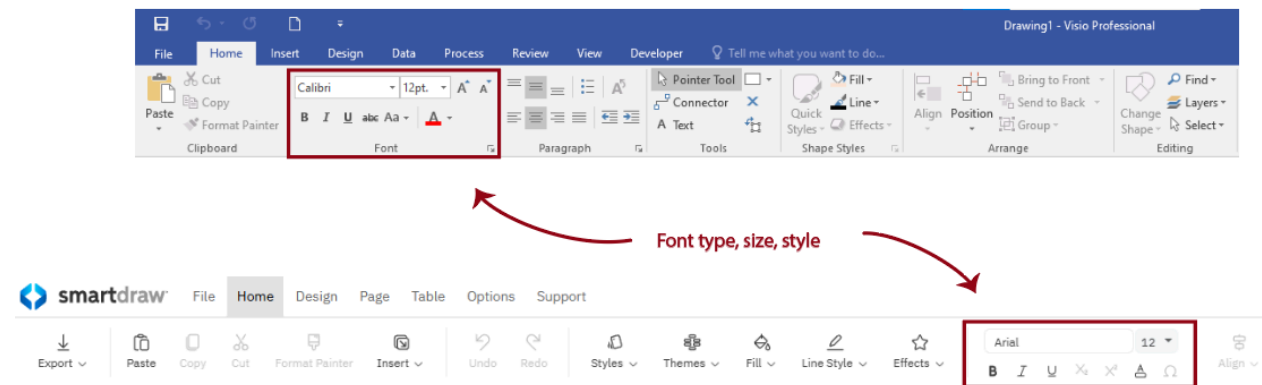 Drawing1 - Visio Professional
File Home Insert Design Data Process Review View Developer Tell me what you want to do...
Cut
Copy
Format Painter
Paste
Clipboard
Calibri 12pt. A A
B I U abc Aa A
Font
A
Paragraph
Pointer Tool
Connector
A Text
Tools
Quick Styles
Fill
Line
Effects
Shape Styles
Align Position
Bring to Front
Send to Back
Group
Arrange
Change Shape
Find
Layers
Select
Editing
Font type, size, style
smartdraw File Home Design Page Table Options Support
Export Paste Copy Cut Format Painter Insert Undo Redo Styles Themes Fill Line Style Effects
Arial 12
B I U X₂ X² A Ω
Align